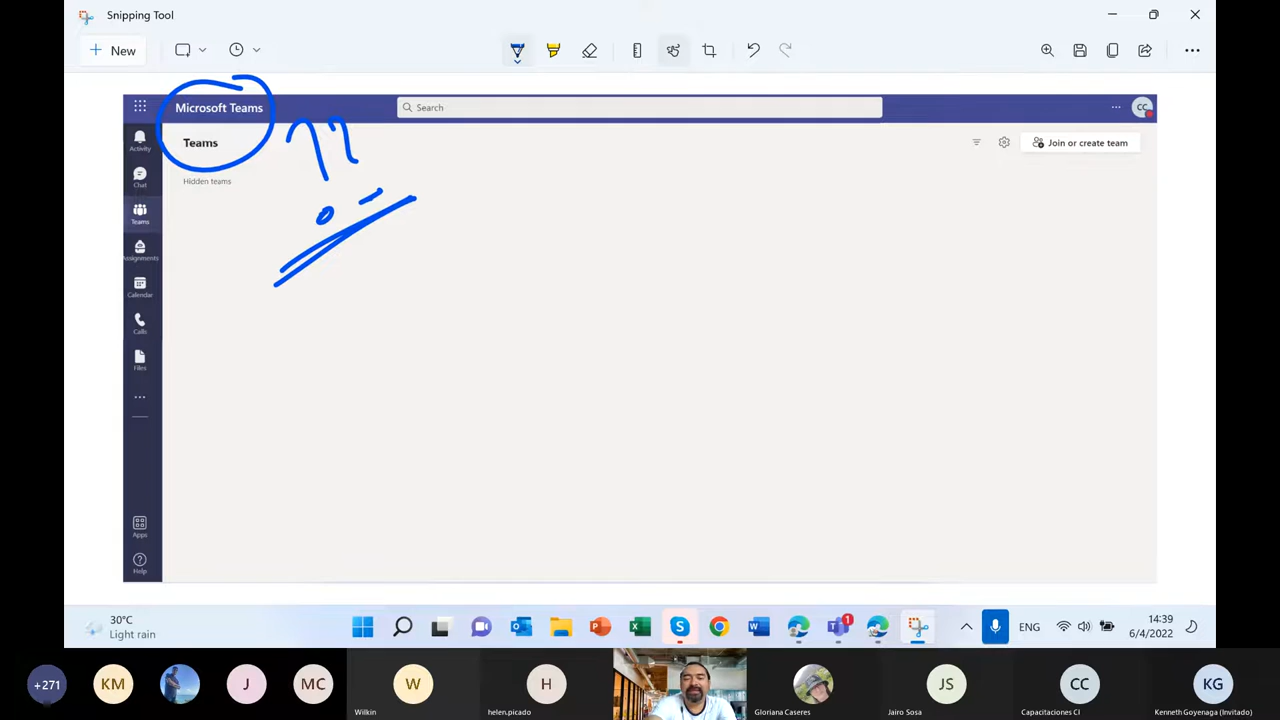 Snipping Tool
New
Microsoft Teams
Search
CC
Teams
Join or create team
Hidden teams
Activity
Chat
Teams
Assignments
Calendar
Calls
Files
Apps
Help
30°C
Light rain
1
ENG
14:39
6/4/2022
+271
KM
J
MC
W
H
JS
CC
KG
Wilkin
helen.picado
Gloriana Caseres
Jairo Sosa
Capacitaciones CI
Kenneth Goyenaga (Invitado)